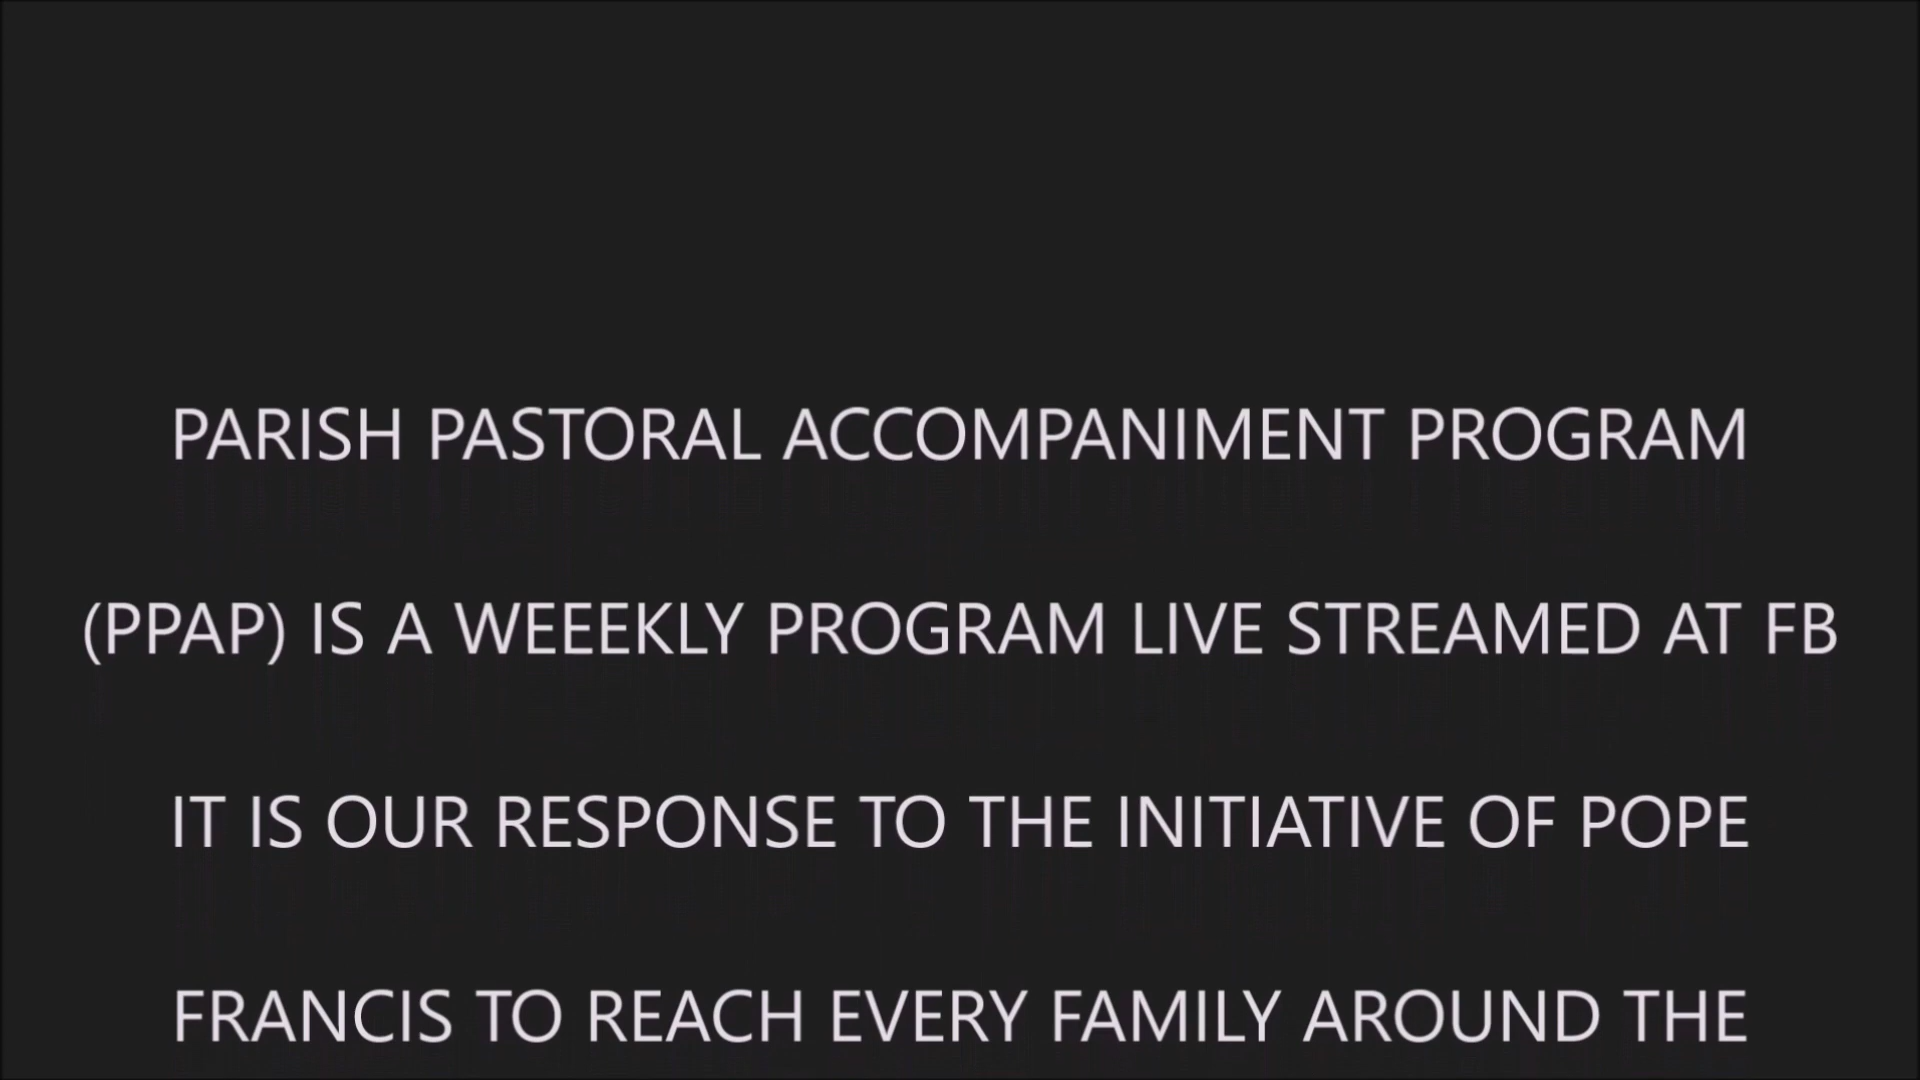 PARISH PASTORAL ACCOMPANIMENT PROGRAM
(PPAP) IS A WEEEKLY PROGRAM LIVE STREAMED AT FB
IT IS OUR RESPONSE TO THE INITIATIVE OF POPE
FRANCIS TO REACH EVERY FAMILY AROUND THE